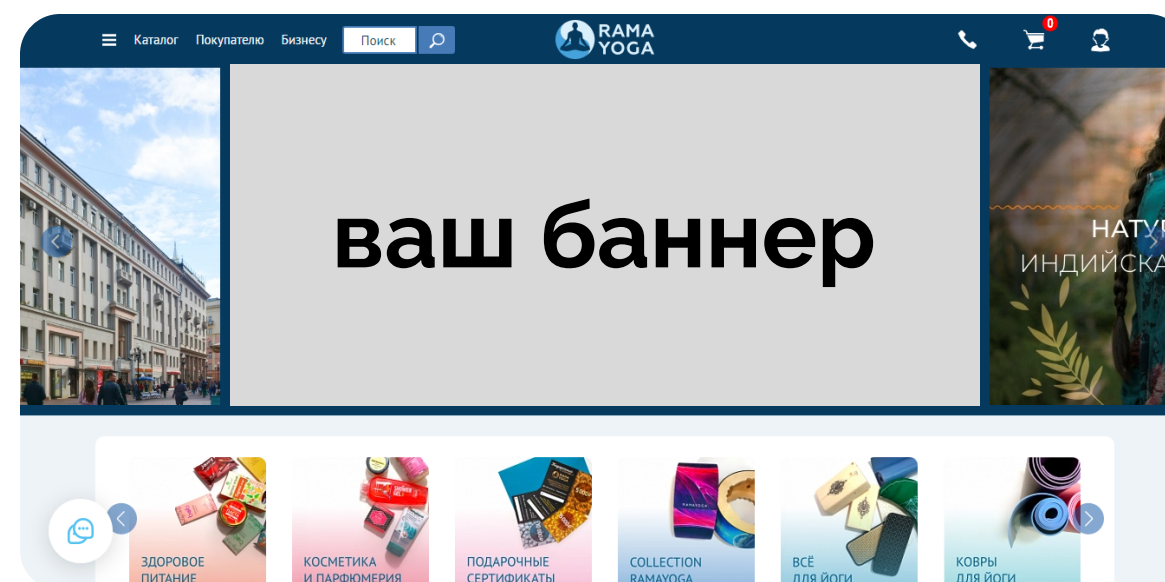 Каталог Покупателю Бизнесу Поиск RAMA YOGA 0
ваш баннер
НАТУ
ИНДИЙСКА
ЗДОРОВОЕ
ПИТАНИЕ
КОСМЕТИКА
И ПАРФЮМЕРИЯ
ПОДАРОЧНЫЕ
СЕРТИФИКАТЫ
COLLECTION
RAMAYOGA
ВСЁ
ДЛЯ ЙОГИ
КОВРЫ
ДЛЯ ЙОГИ